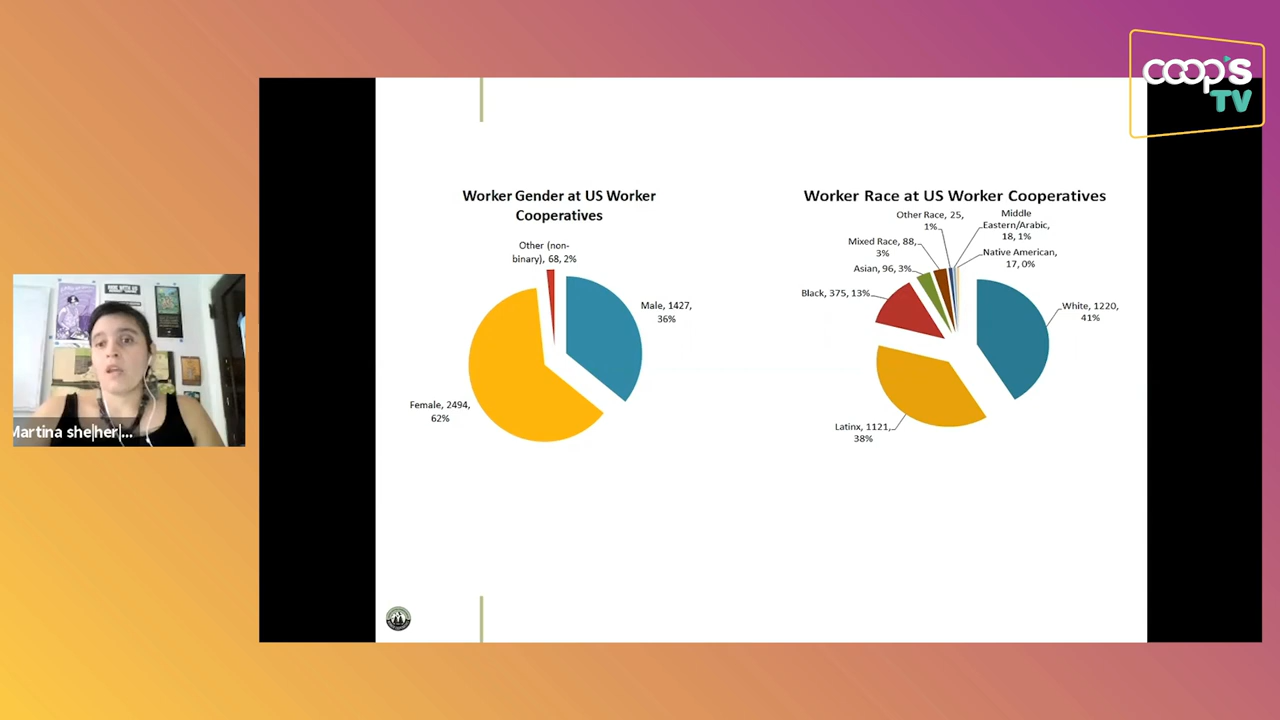 coop's
TV
Worker Gender at US Worker
Cooperatives
Other (non-
binary), 68, 2%
Male, 1427,
36%
Female, 2494,
62%
Worker Race at US Worker Cooperatives
Other Race, 25,
1%
Middle
Eastern/Arabic,
18, 1%
Mixed Race, 88,
3%
Native American,
17, 0%
Asian, 96, 3%
Black, 375, 13%
White, 1220,
41%
Latinx, 1121,
38%
Martina she|her|...